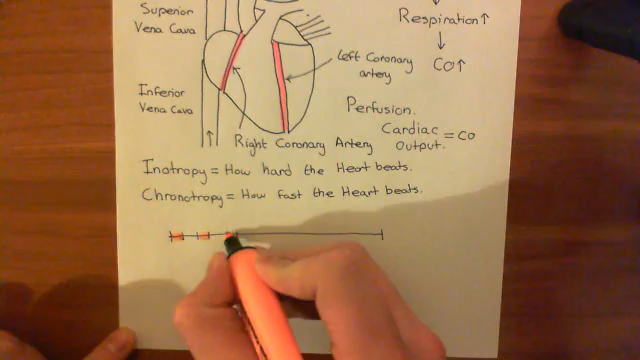 Superior
Vena Cava
Respiration↑
↓
CO↑
Left Coronary
artery
Inferior
Vena Cava
Perfusion.
Cardiac
Output. = CO
Right Coronary Artery
Inotropy = How hard the Heart beats.
Chronotropy = How fast the Heart beats.